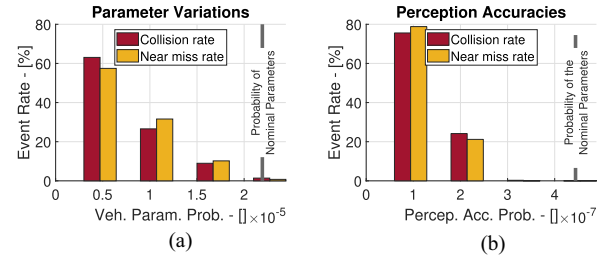 Parameter Variations
Event Rate - [%]
80
60
40
20
0
Collision rate
Near miss rate
Probability of
Nominal Parameters
0
0.5
1
1.5
2
Veh. Param. Prob. - [] ×10^-5
(a)
Perception Accuracies
Event Rate - [%]
80
60
40
20
0
Collision rate
Near miss rate
Probability of the
Nominal Parameters
0
1
2
3
4
Percep. Acc. Prob. - [] ×10^-7
(b)